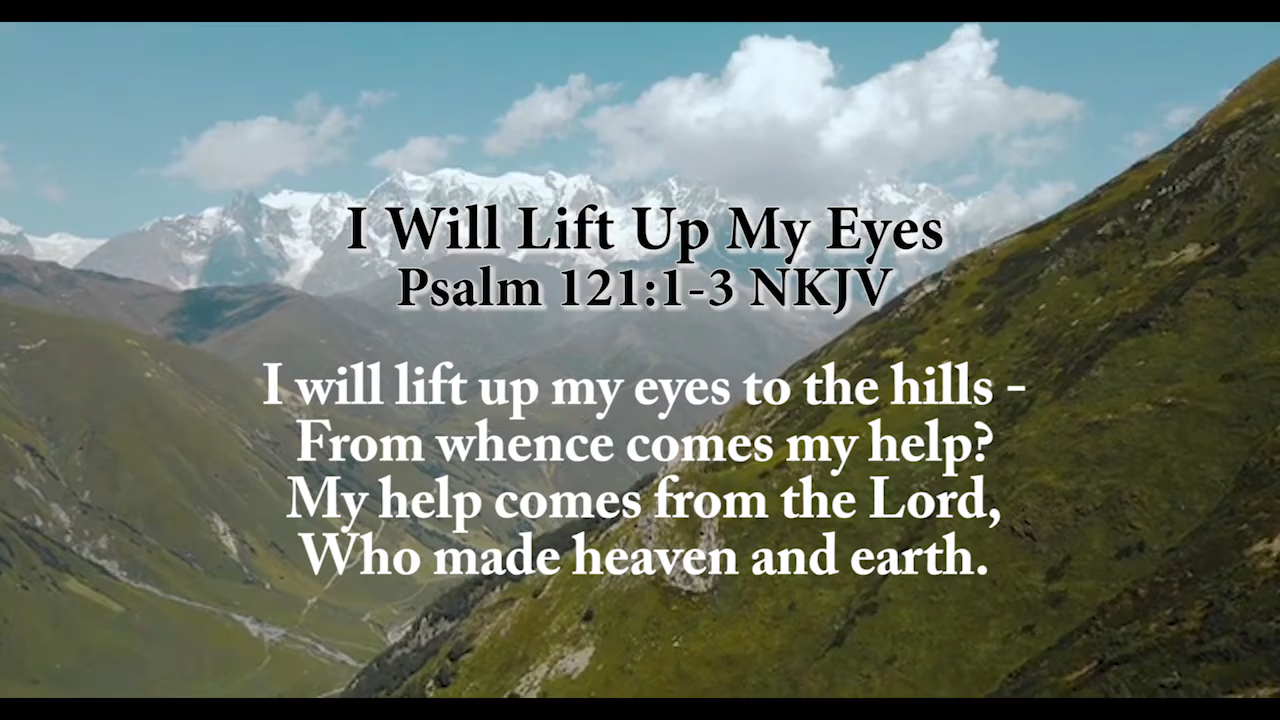 I Will Lift Up My Eyes
Psalm 121:1-3 NKJV
I will lift up my eyes to the hills -
From whence comes my help?
My help comes from the Lord,
Who made heaven and earth.